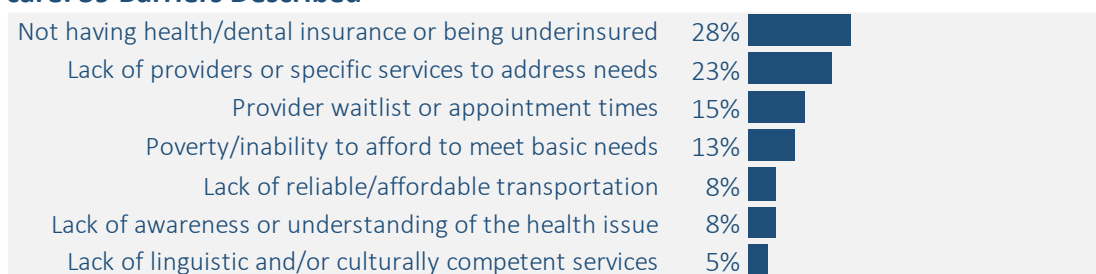 Not having health/dental insurance or being underinsured 28%
Lack of providers or specific services to address needs 23%
Provider waitlist or appointment times 15%
Poverty/inability to afford to meet basic needs 13%
Lack of reliable/affordable transportation 8%
Lack of awareness or understanding of the health issue 8%
Lack of linguistic and/or culturally competent services 5%